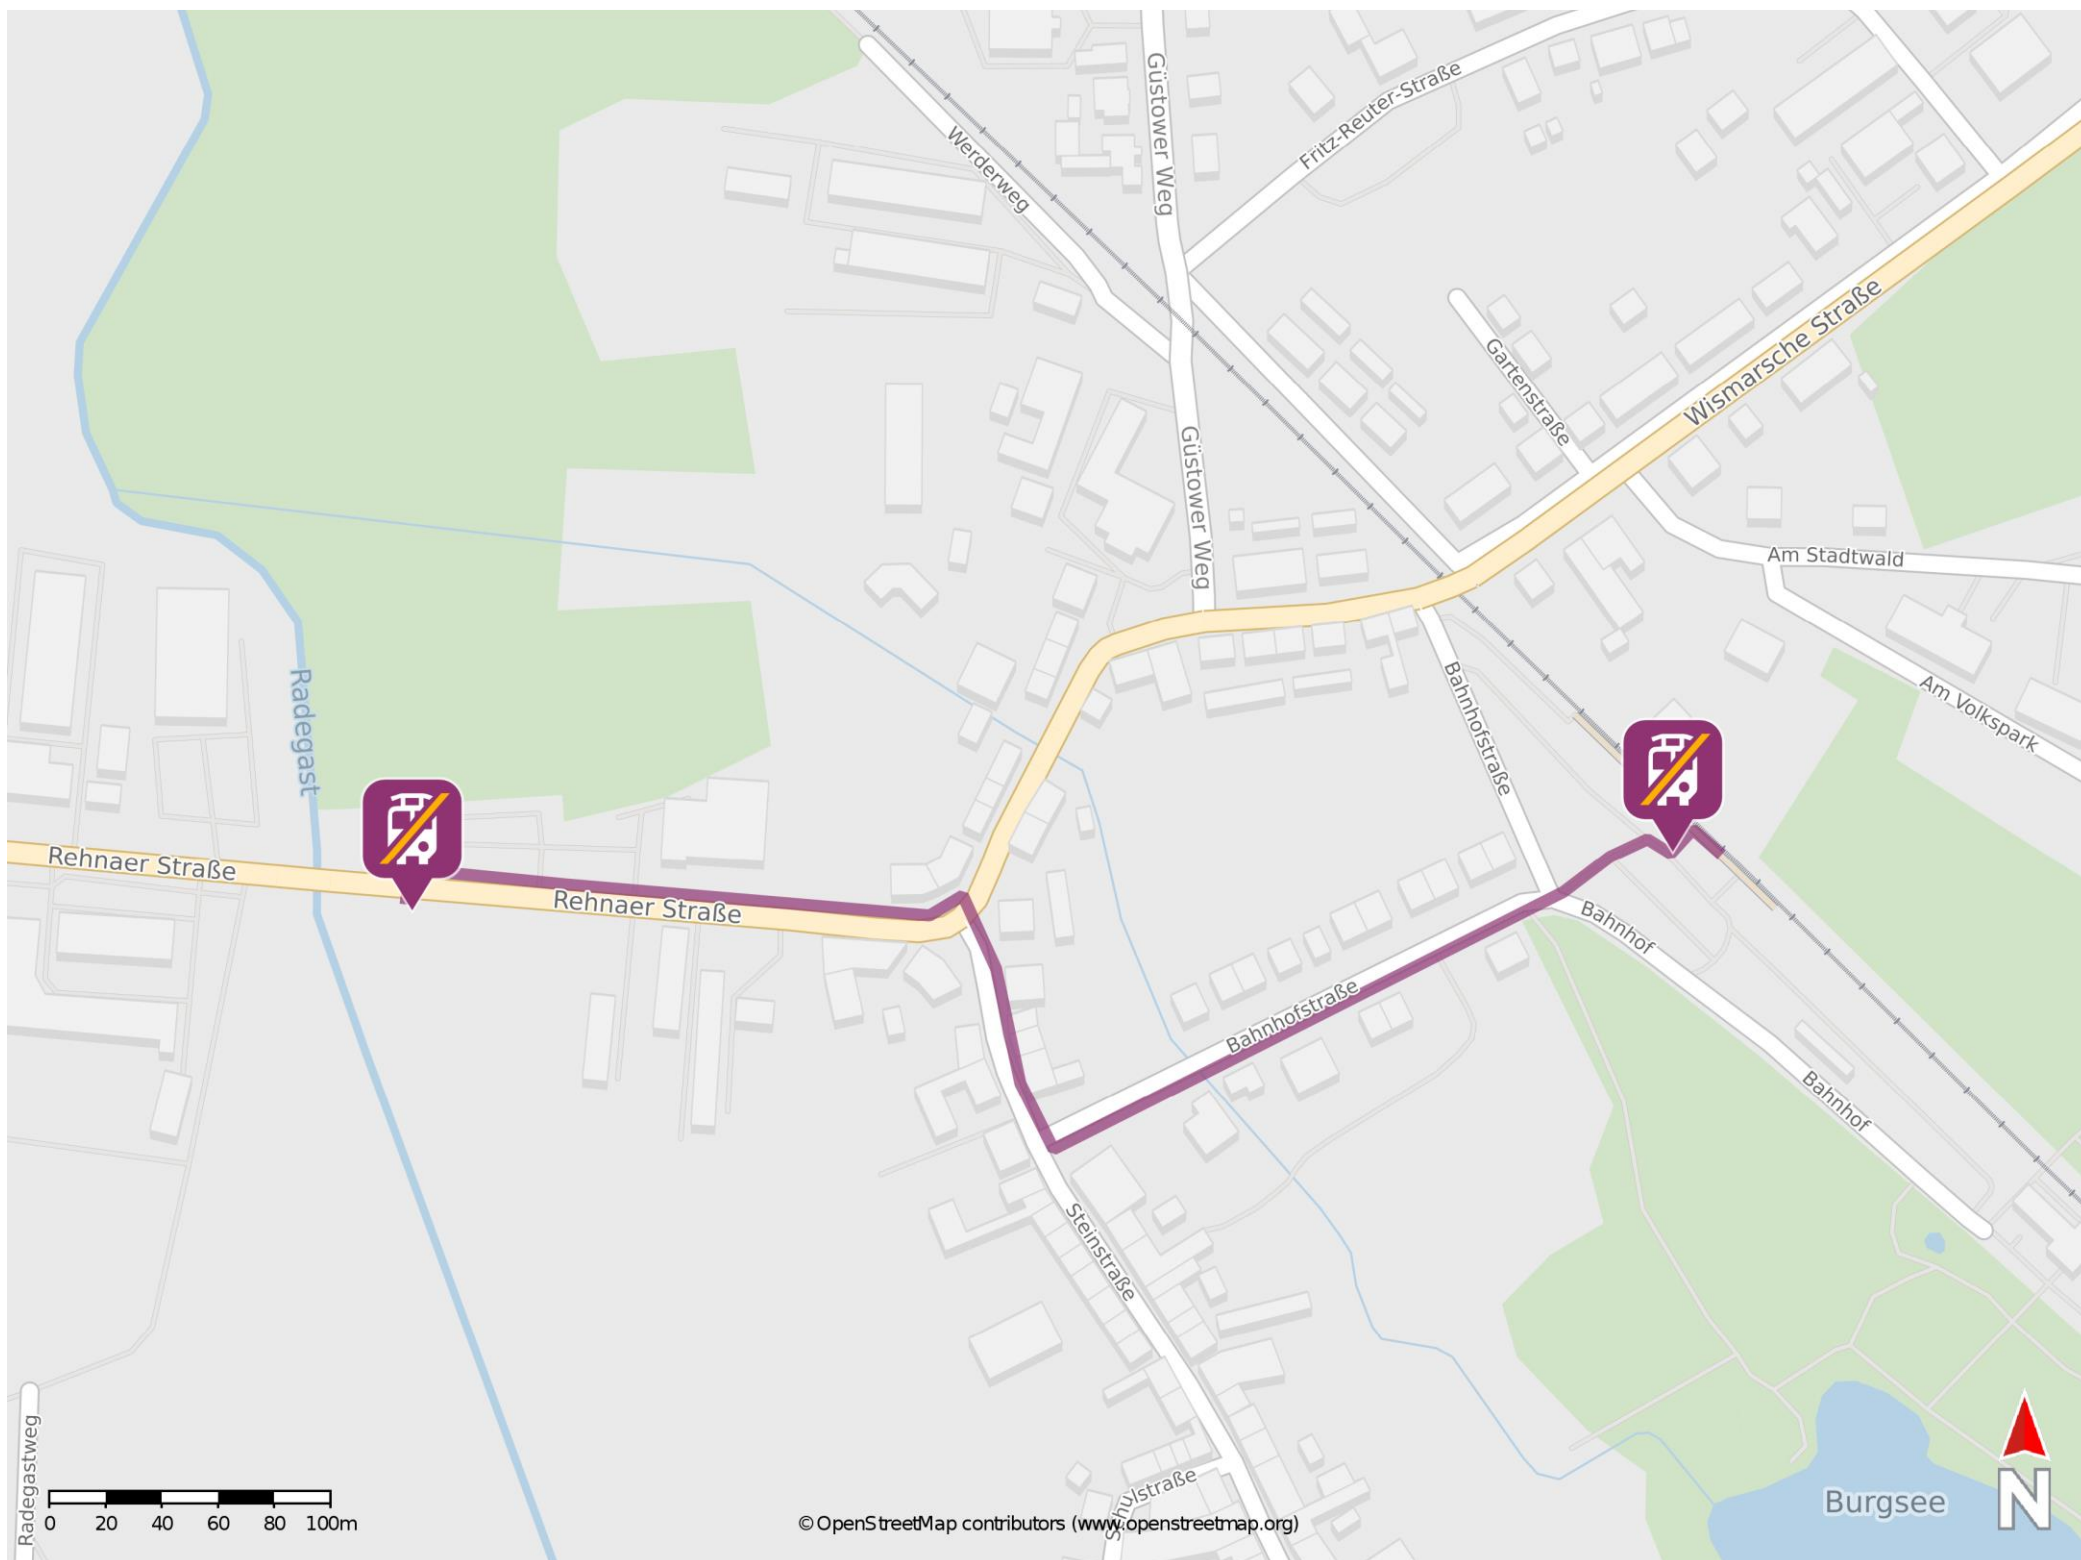 Güstower Weg
Fritz-Reuter-Straße
Werderweg
Gartenstraße
Wismarsche Straße
Güstower Weg
Am Stadtwald
Bahnhofstraße
Am Volkspark
Radegast
Rehnaer Straße
Rehnaer Straße
Bahnhof
Bahnhofstraße
Bahnhof
Steinstraße
Schulstraße
Radegastweg
Burgsee
N
0 20 40 60 80 100m
© OpenStreetMap contributors (www.openstreetmap.org)